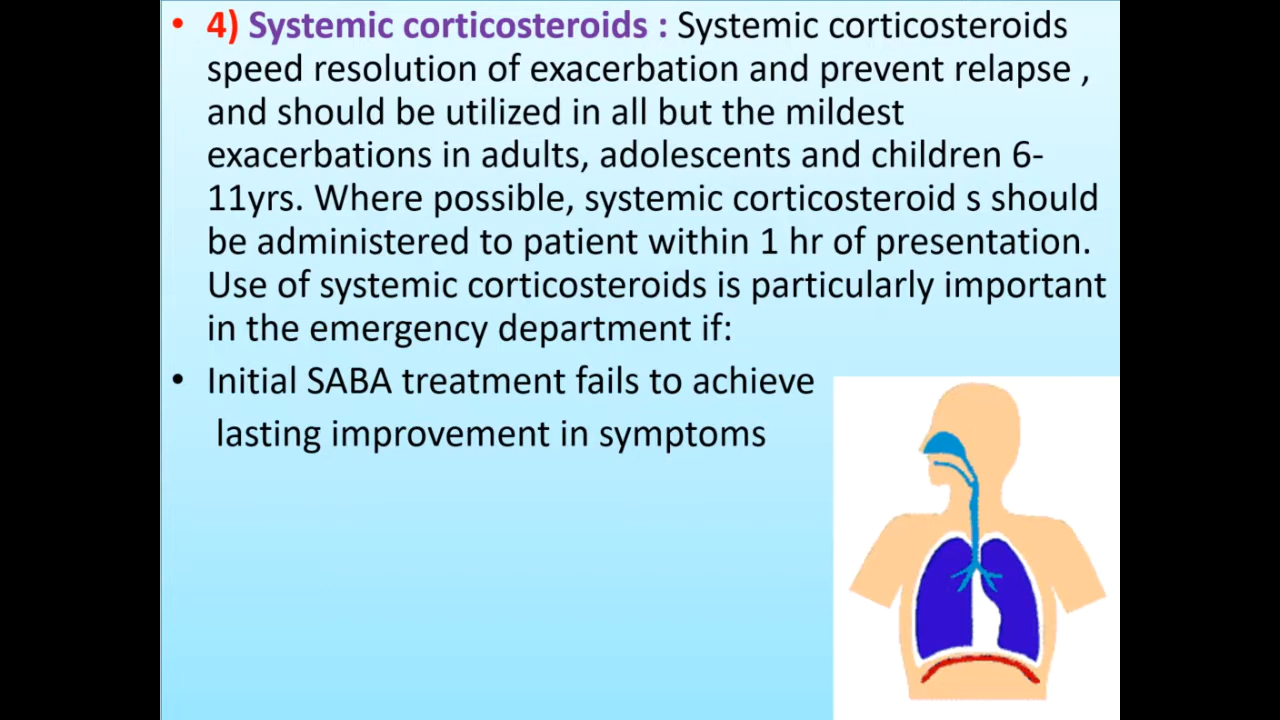 • 4) Systemic corticosteroids : Systemic corticosteroids
speed resolution of exacerbation and prevent relapse ,
and should be utilized in all but the mildest
exacerbations in adults, adolescents and children 6-
11yrs. Where possible, systemic corticosteroid s should
be administered to patient within 1 hr of presentation.
Use of systemic corticosteroids is particularly important
in the emergency department if:
• Initial SABA treatment fails to achieve
lasting improvement in symptoms